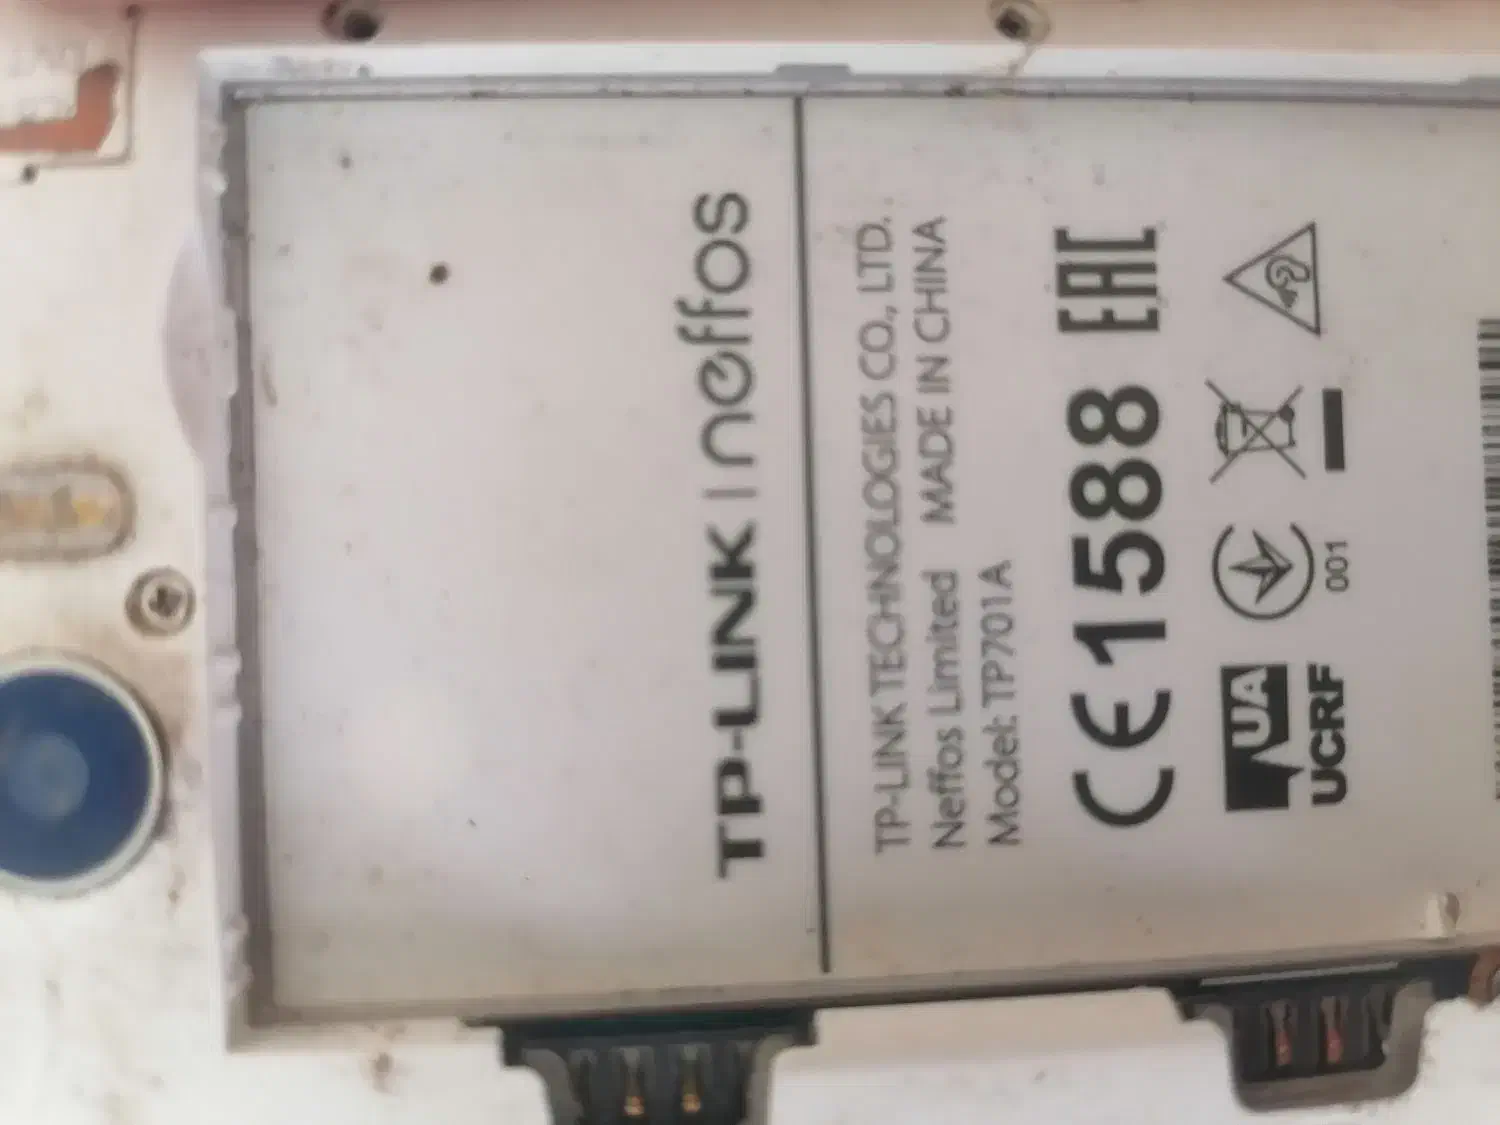 TP-LINK | neffos
TP-LINK TECHNOLOGIES CO., LTD.
Neffos Limited MADE IN CHINA
Model: TP701A
CE1588 EAC
UA
UCRF
001